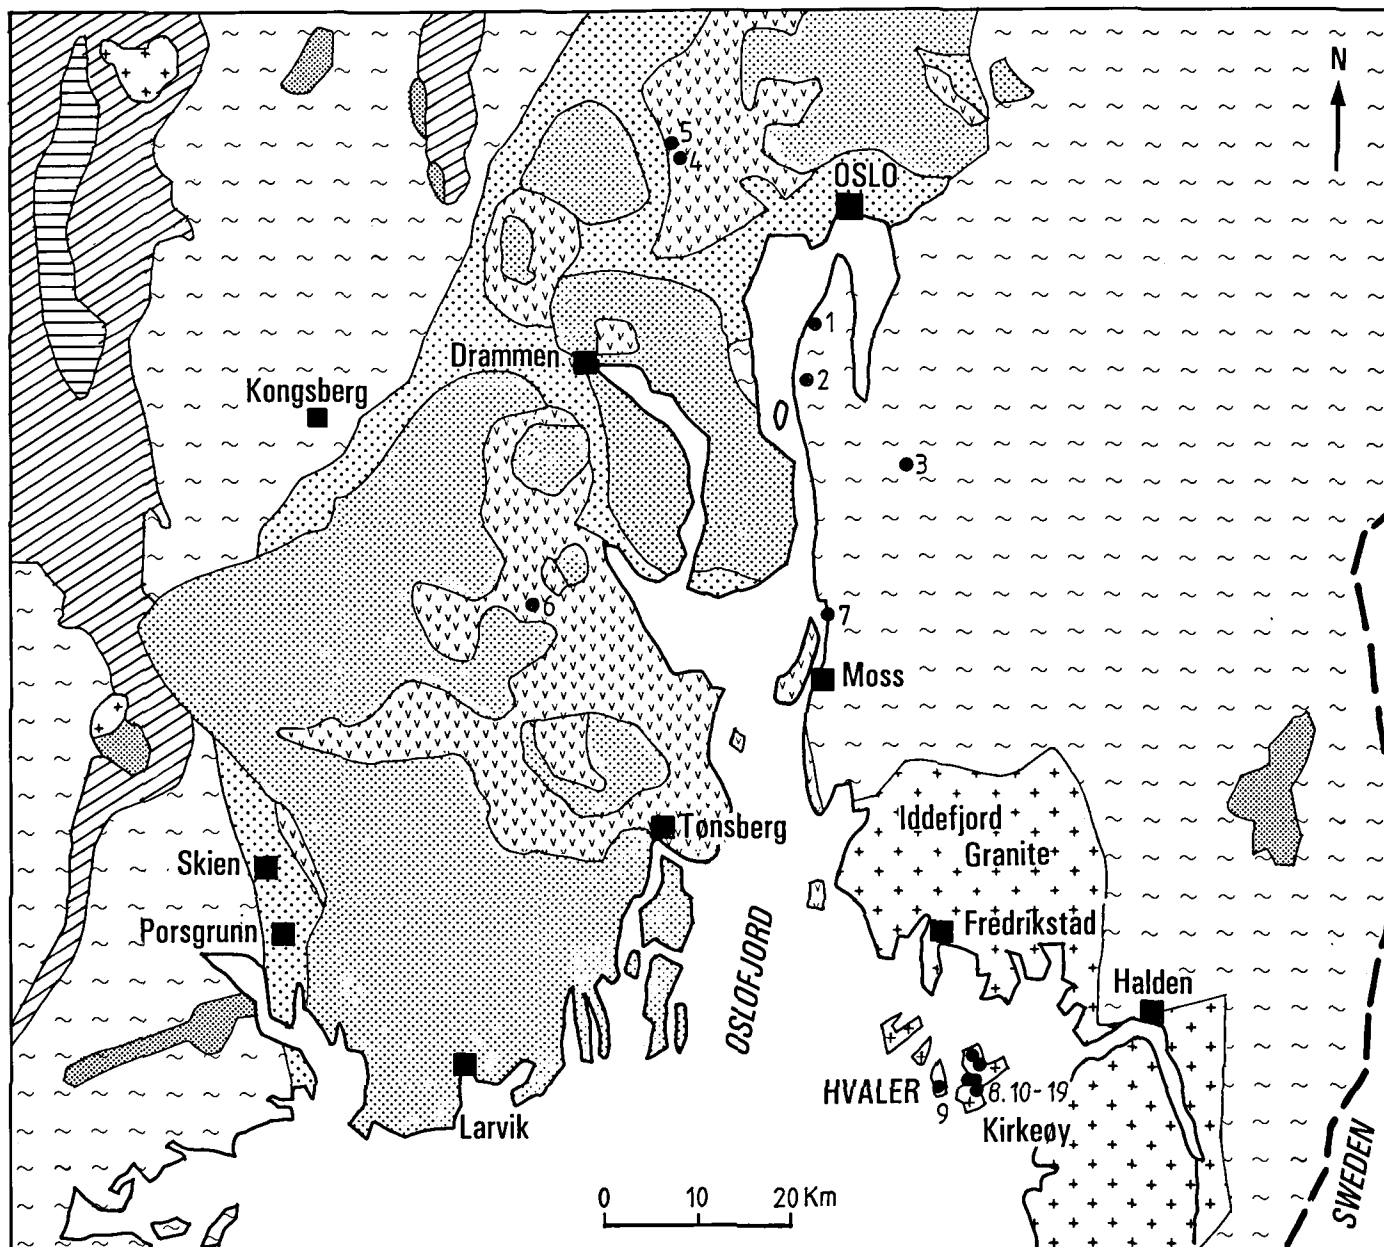 N
5
4
OSLO
1
Drammen
2
Kongsberg
3
6
7
Moss
Iddefjord
Granite
Tønsberg
Skien
Fredrikstad
Porsgrunn
OSLOFJORD
Halden
HVALER
8.10-19
9
Kirkeøy
Larvik
SWEDEN
0 10 20 Km